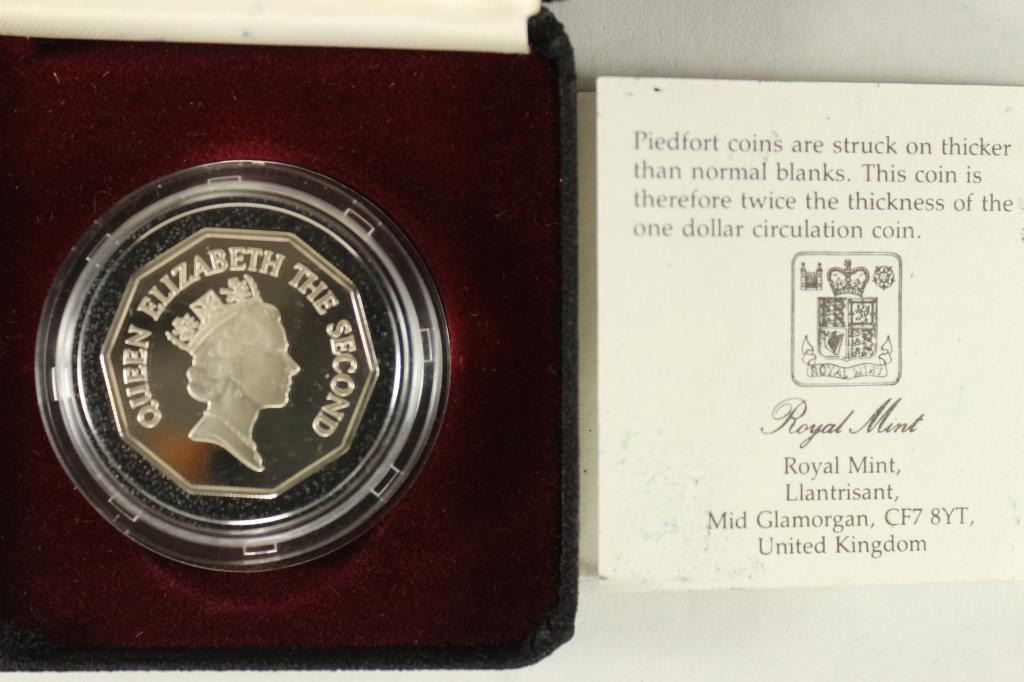 QUEEN ELIZABETH THE SECOND
Piedfort coins are struck on thicker
than normal blanks. This coin is
therefore twice the thickness of the
one dollar circulation coin.
ROYAL MINT
Royal Mint
Royal Mint,
Llantrisant,
Mid Glamorgan, CF7 8YT,
United Kingdom